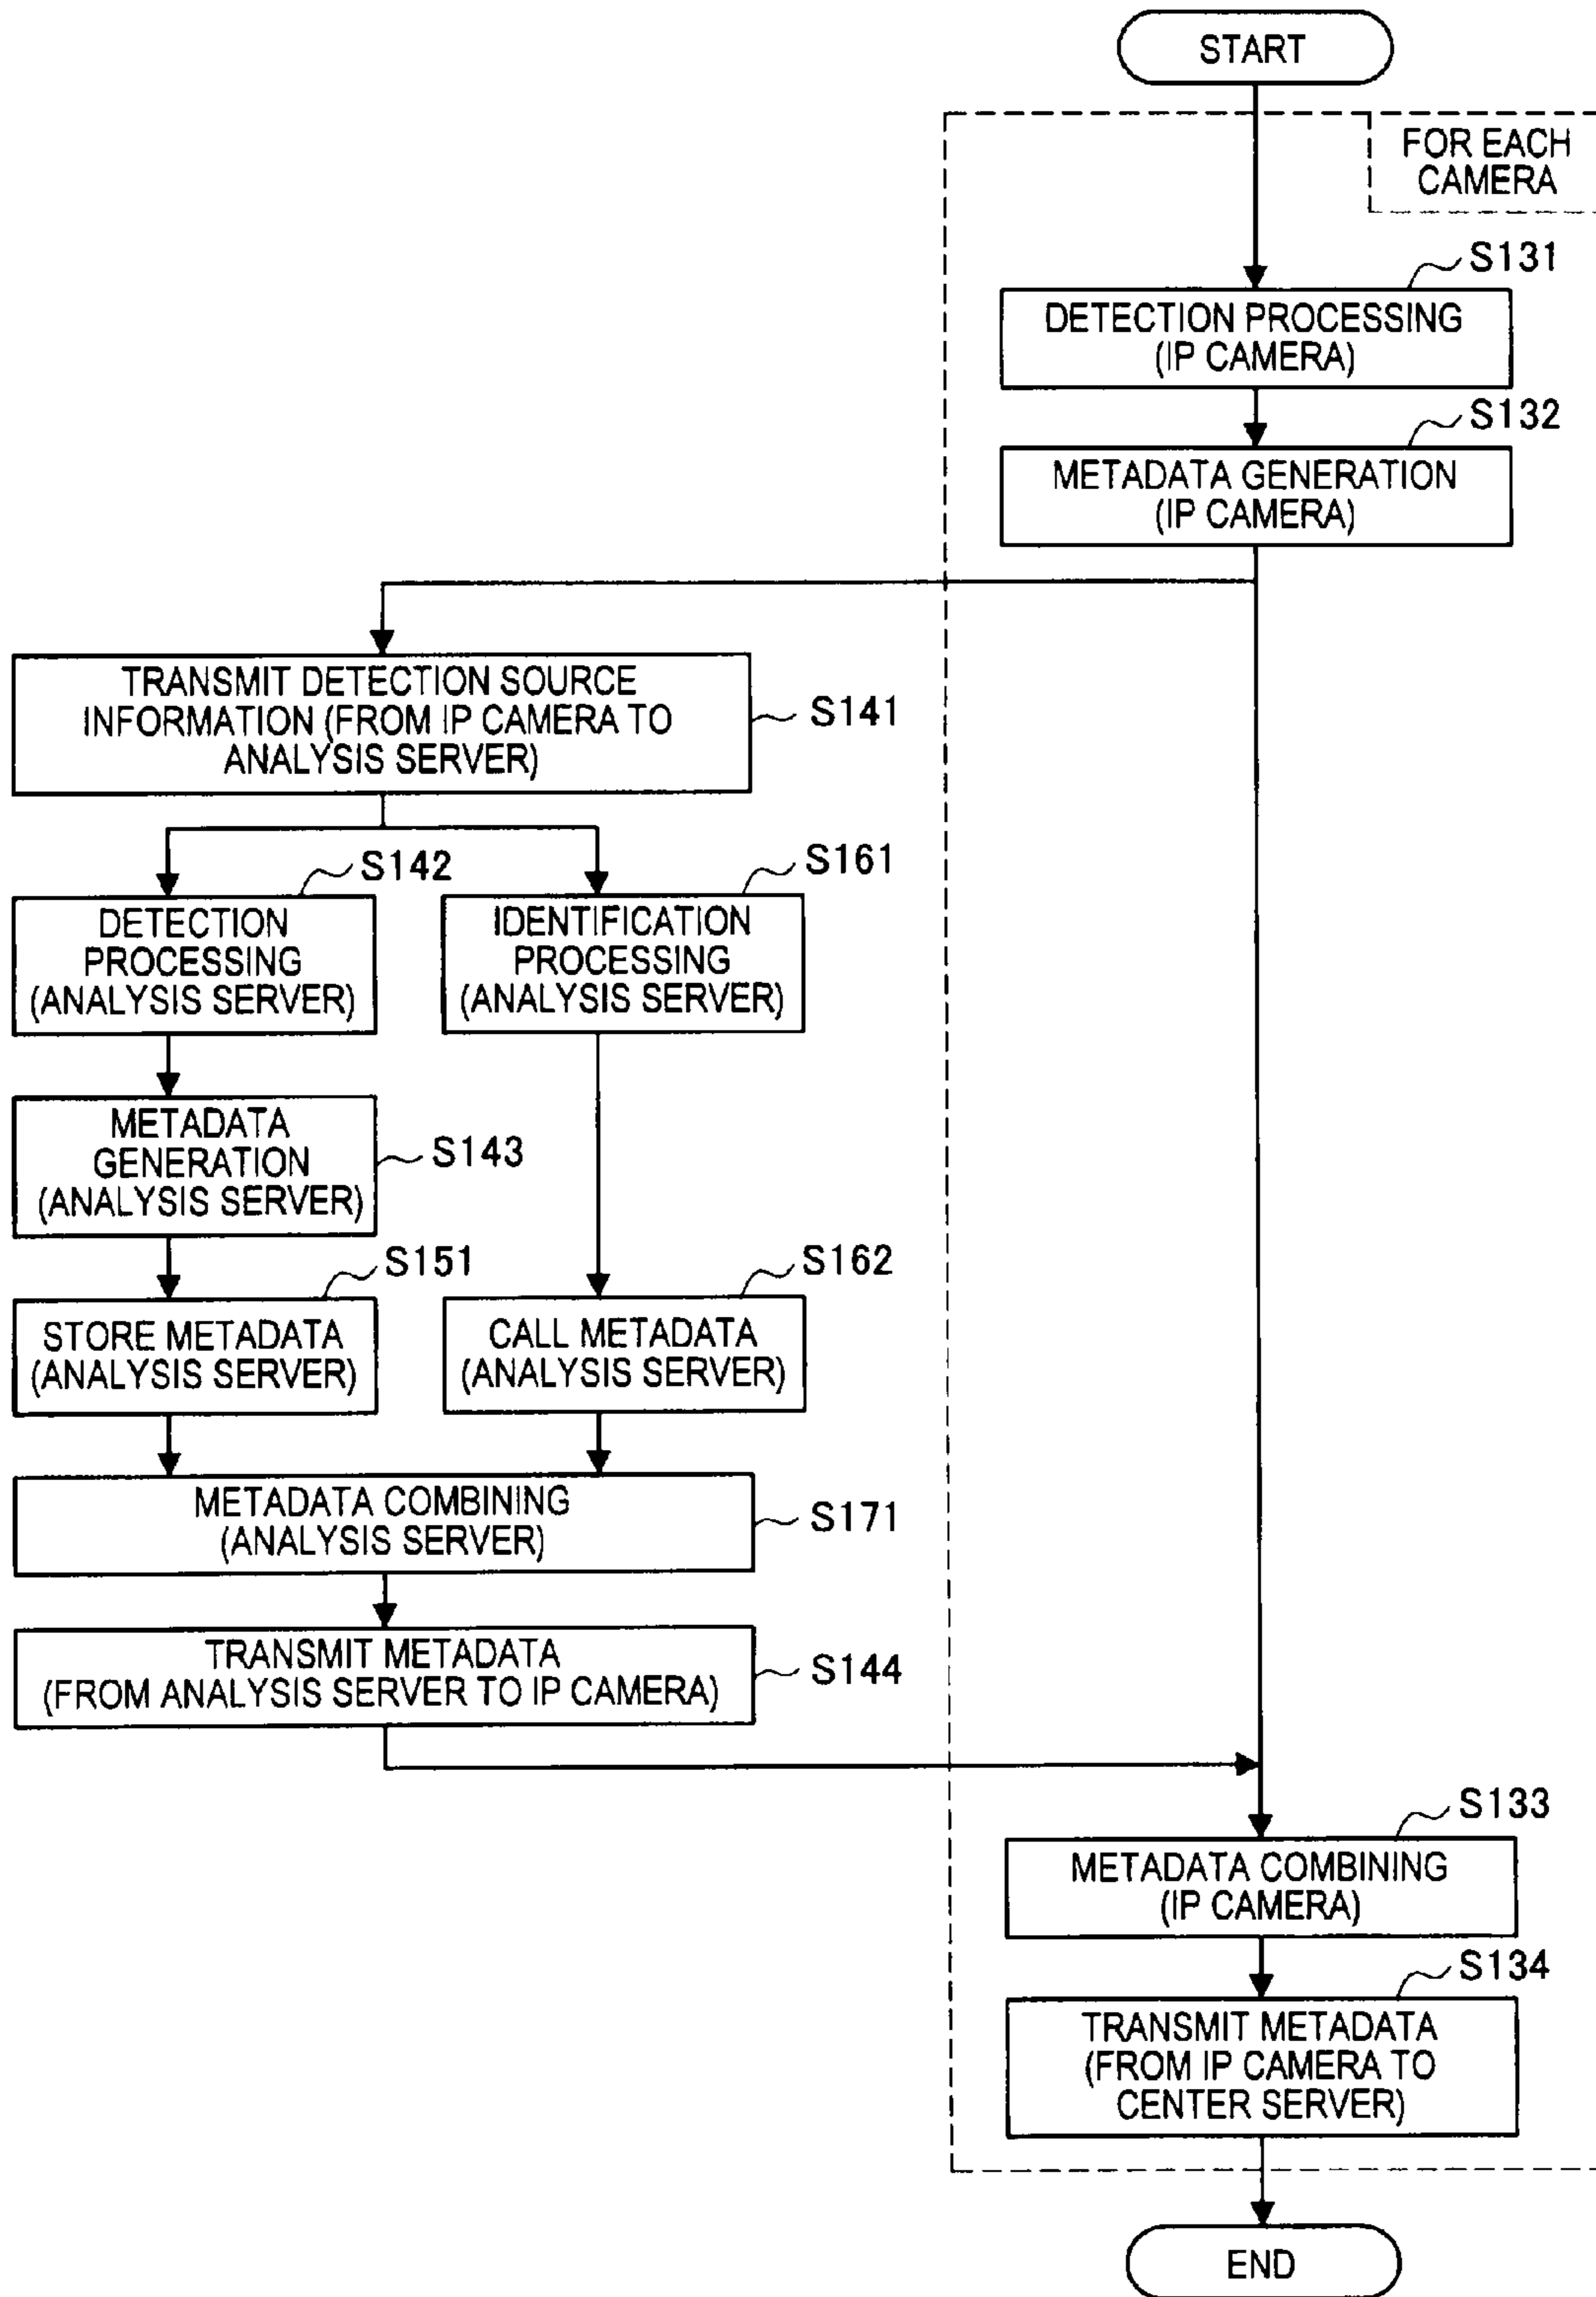 START
FOR EACH
CAMERA
S131
DETECTION PROCESSING
(IP CAMERA)
S132
METADATA GENERATION
(IP CAMERA)
TRANSMIT DETECTION SOURCE
INFORMATION (FROM IP CAMERA TO
ANALYSIS SERVER)
S141
S142
DETECTION
PROCESSING
(ANALYSIS SERVER)
S161
IDENTIFICATION
PROCESSING
(ANALYSIS SERVER)
METADATA
GENERATION
(ANALYSIS SERVER)
S143
S151
STORE METADATA
(ANALYSIS SERVER)
S162
CALL METADATA
(ANALYSIS SERVER)
METADATA COMBINING
(ANALYSIS SERVER)
S171
TRANSMIT METADATA
(FROM ANALYSIS SERVER TO IP CAMERA)
S144
S133
METADATA COMBINING
(IP CAMERA)
S134
TRANSMIT METADATA
(FROM IP CAMERA TO
CENTER SERVER)
END